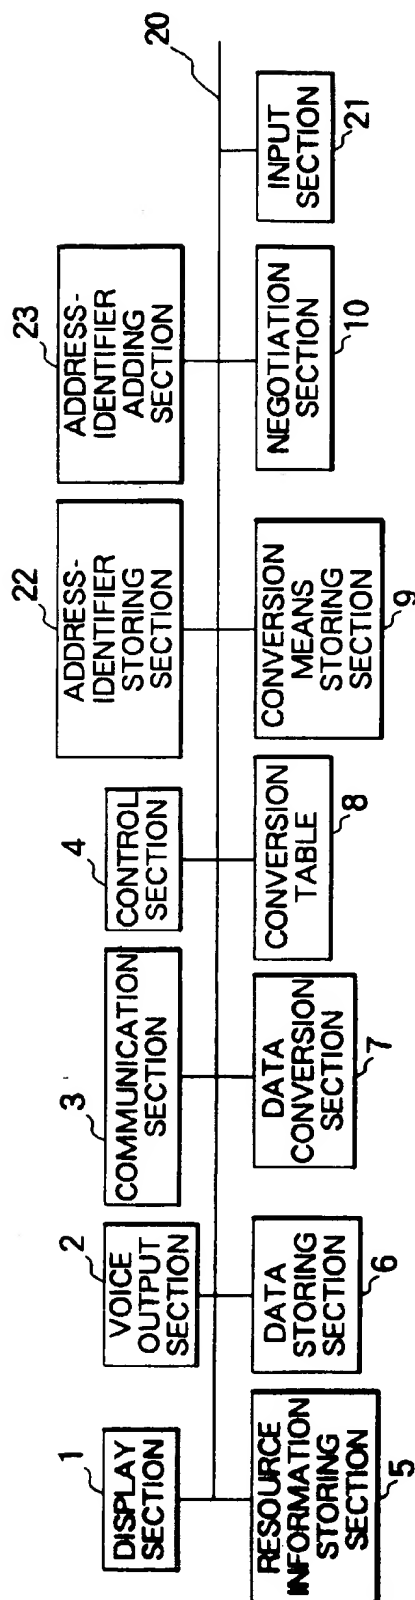 1
DISPLAY
SECTION
2
VOICE
OUTPUT
SECTION
3
COMMUNICATION
SECTION
4
CONTROL
SECTION
22
ADDRESS-
IDENTIFIER
STORING
SECTION
23
ADDRESS-
IDENTIFIER
ADDING
SECTION
20
RESOURCE
INFORMATION
STORING
SECTION
5
DATA
STORING
SECTION
6
DATA
CONVERSION
SECTION
7
CONVERSION
TABLE
8
CONVERSION
MEANS
STORING
SECTION
9
NEGOTIATION
SECTION
10
INPUT
SECTION
21